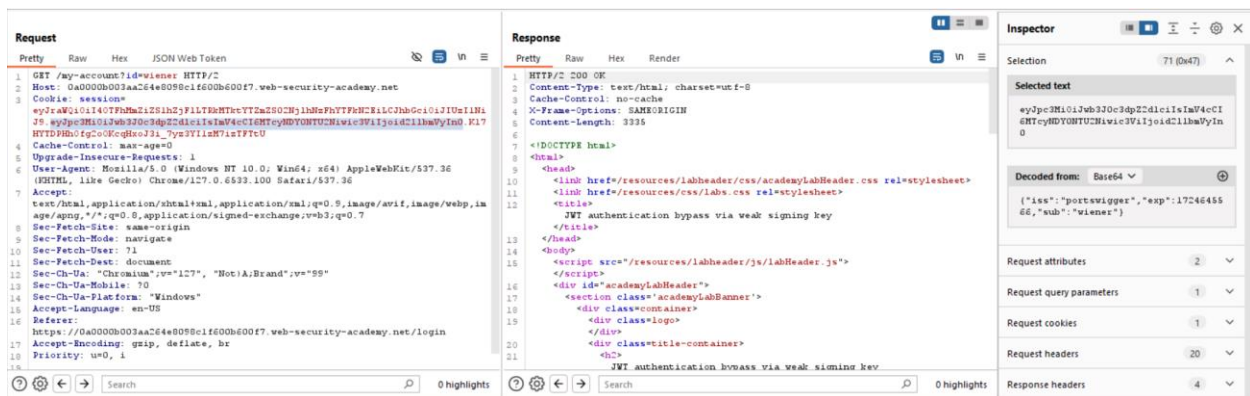 Request
Pretty Raw Hex JSON Web Token \n
1 GET /my-account?id=wiener HTTP/2
2 Host: 0a0000b003aa264e8098c1f600b600f7.web-security-academy.net
3 Cookie: session=
4 Cache-Control: max-age=0
5 Upgrade-Insecure-Requests: 1
6 User-Agent: Mozilla/5.0 (Windows NT 10.0; Win64; x64) AppleWebKit/537.36
(KHTML, like Gecko) Chrome/127.0.6533.100 Safari/537.36
7 Accept:
text/html,application/xhtml+xml,application/xml;q=0.9,image/avif,image/webp,im
age/apng,*/*;q=0.8,application/signed-exchange;v=b3;q=0.7
8 Sec-Fetch-Site: same-origin
9 Sec-Fetch-Mode: navigate
10 Sec-Fetch-User: ?1
11 Sec-Fetch-Dest: document
12 Sec-Ch-Ua: "Chromium";v="127", "Not)A;Brand";v="99"
13 Sec-Ch-Ua-Mobile: ?0
14 Sec-Ch-Ua-Platform: "Windows"
15 Accept-Language: en-US
16 Referer:
https://0a0000b003aa264e8098c1f600b600f7.web-security-academy.net/login
17 Accept-Encoding: gzip, deflate, br
18 Priority: u=0, i
19
Search 0 highlights
Response
Pretty Raw Hex Render \n
1 HTTP/2 200 OK
2 Content-Type: text/html; charset=utf-8
3 Cache-Control: no-cache
4 X-Frame-Options: SAMEORIGIN
5 Content-Length: 3335
6
7 <!DOCTYPE html>
8 <html>
9 <head>
10 <link href=/resources/labheader/css/academyLabHeader.css rel=stylesheet>
11 <link href=/resources/css/labs.css rel=stylesheet>
12 <title>
JWT authentication bypass via weak signing key
</title>
13 </head>
14 <body>
15 <script src="/resources/labheader/js/labHeader.js">
</script>
16 <div id="academyLabHeader">
17 <section class='academyLabBanner'>
18 <div class=container>
19 <div class=logo>
</div>
20 <div class=title-container>
21 <h2>
JWT authentication bypass via weak signing key
Search 0 highlights
Inspector
Selection 71 (0x47)
Selected text
Decoded from: Base64
{"iss":"portswigger","exp":17246455
66,"sub":"wiener"}
Request attributes 2
Request query parameters 1
Request cookies 1
Request headers 20
Response headers 4